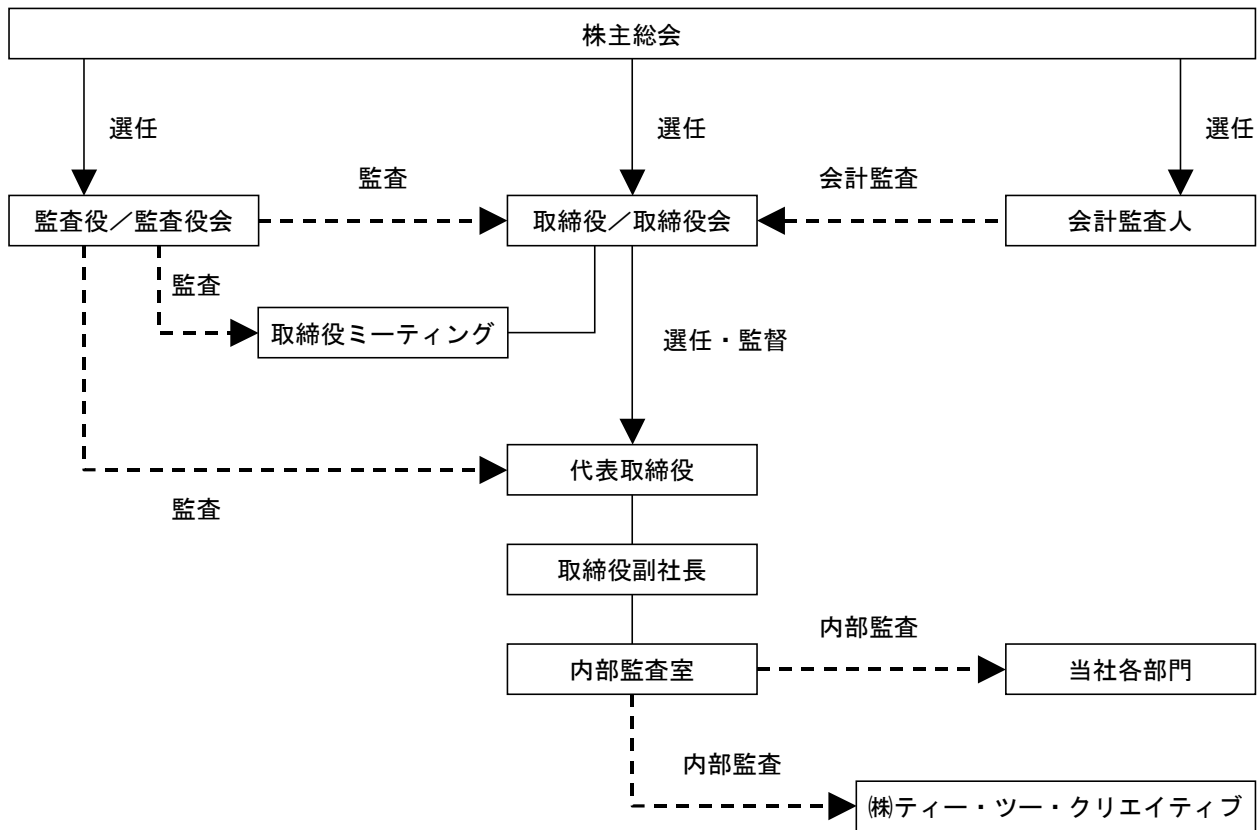 株主総会
選任
選任
選任
監査
会計監査
監査役／監査役会
取締役／取締役会
会計監査人
監査
取締役ミーティング
選任・監督
代表取締役
監査
取締役副社長
内部監査
内部監査室
当社各部門
内部監査
㈱ティー・ツー・クリエイティブ